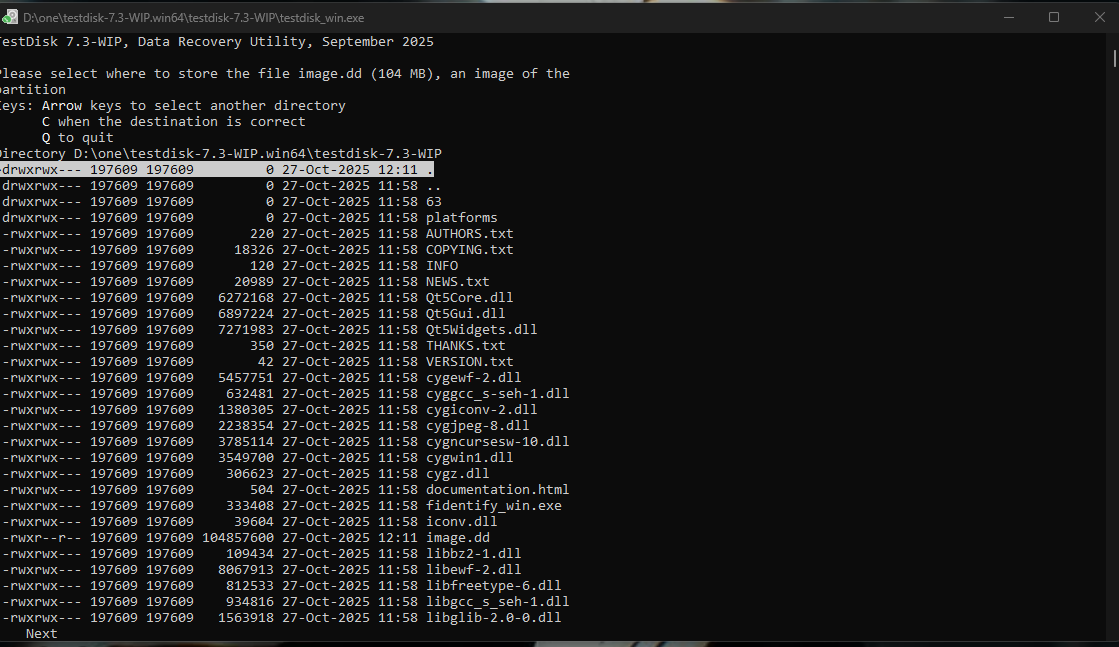 D:\one\testdisk-7.3-WIP.win64\testdisk-7.3-WIP\testdisk_win.exe
TestDisk 7.3-WIP, Data Recovery Utility, September 2025
Please select where to store the file image.dd (104 MB), an image of the
partition
Keys: Arrow keys to select another directory
C when the destination is correct
Q to quit
Directory D:\one\testdisk-7.3-WIP.win64\testdisk-7.3-WIP
drwxrwx--- 197609 197609 0 27-Oct-2025 12:11 .
drwxrwx--- 197609 197609 0 27-Oct-2025 11:58 ..
drwxrwx--- 197609 197609 0 27-Oct-2025 11:58 63
drwxrwx--- 197609 197609 0 27-Oct-2025 11:58 platforms
-rwxrwx--- 197609 197609 220 27-Oct-2025 11:58 AUTHORS.txt
-rwxrwx--- 197609 197609 18326 27-Oct-2025 11:58 COPYING.txt
-rwxrwx--- 197609 197609 120 27-Oct-2025 11:58 INFO
-rwxrwx--- 197609 197609 20989 27-Oct-2025 11:58 NEWS.txt
-rwxrwx--- 197609 197609 6272168 27-Oct-2025 11:58 Qt5Core.dll
-rwxrwx--- 197609 197609 6897224 27-Oct-2025 11:58 Qt5Gui.dll
-rwxrwx--- 197609 197609 7271983 27-Oct-2025 11:58 Qt5Widgets.dll
-rwxrwx--- 197609 197609 350 27-Oct-2025 11:58 THANKS.txt
-rwxrwx--- 197609 197609 42 27-Oct-2025 11:58 VERSION.txt
-rwxrwx--- 197609 197609 5457751 27-Oct-2025 11:58 cygewf-2.dll
-rwxrwx--- 197609 197609 632481 27-Oct-2025 11:58 cyggcc_s-seh-1.dll
-rwxrwx--- 197609 197609 1380305 27-Oct-2025 11:58 cygiconv-2.dll
-rwxrwx--- 197609 197609 2238354 27-Oct-2025 11:58 cygjpeg-8.dll
-rwxrwx--- 197609 197609 3785114 27-Oct-2025 11:58 cygncursesw-10.dll
-rwxrwx--- 197609 197609 3549700 27-Oct-2025 11:58 cygwin1.dll
-rwxrwx--- 197609 197609 306623 27-Oct-2025 11:58 cygz.dll
-rwxrwx--- 197609 197609 504 27-Oct-2025 11:58 documentation.html
-rwxrwx--- 197609 197609 333408 27-Oct-2025 11:58 fidentify_win.exe
-rwxrwx--- 197609 197609 39604 27-Oct-2025 11:58 iconv.dll
-rwxr--r-- 197609 197609 104857600 27-Oct-2025 12:11 image.dd
-rwxrwx--- 197609 197609 109434 27-Oct-2025 11:58 libbz2-1.dll
-rwxrwx--- 197609 197609 8067913 27-Oct-2025 11:58 libewf-2.dll
-rwxrwx--- 197609 197609 812533 27-Oct-2025 11:58 libfreetype-6.dll
-rwxrwx--- 197609 197609 934816 27-Oct-2025 11:58 libgcc_s_seh-1.dll
-rwxrwx--- 197609 197609 1563918 27-Oct-2025 11:58 libglib-2.0-0.dll
Next